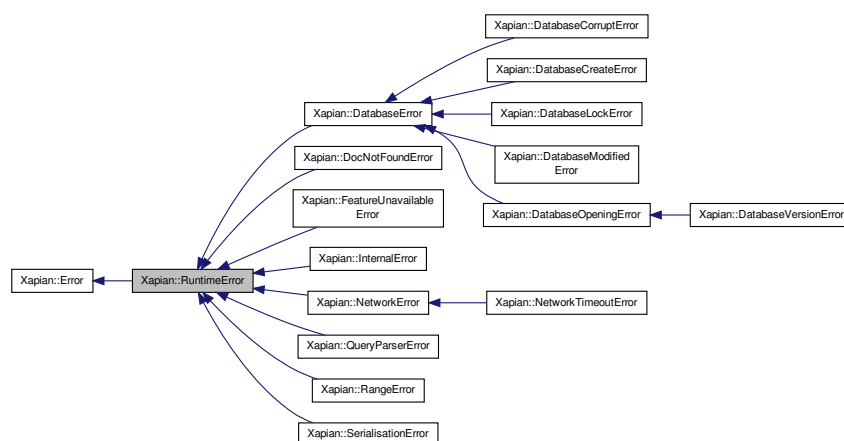 Xapian::DatabaseCorruptError
Xapian::DatabaseCreateError
Xapian::DatabaseError
Xapian::DatabaseLockError
Xapian::DocNotFoundError
Xapian::DatabaseModified
Error
Xapian::FeatureUnavailable
Error
Xapian::DatabaseOpeningError
Xapian::DatabaseVersionError
Xapian::InternalError
Xapian::Error
Xapian::RuntimeError
Xapian::NetworkError
Xapian::NetworkTimeoutError
Xapian::QueryParserError
Xapian::RangeError
Xapian::SerialisationError